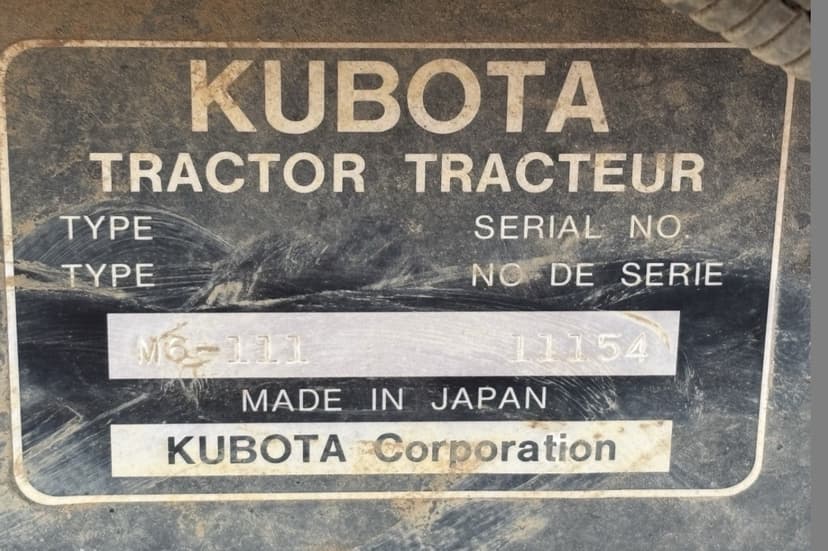 KUBOTA
TRACTOR TRACTEUR
TYPE SERIAL NO.
TYPE NO DE SERIE
M6-111 11154
MADE IN JAPAN
KUBOTA Corporation